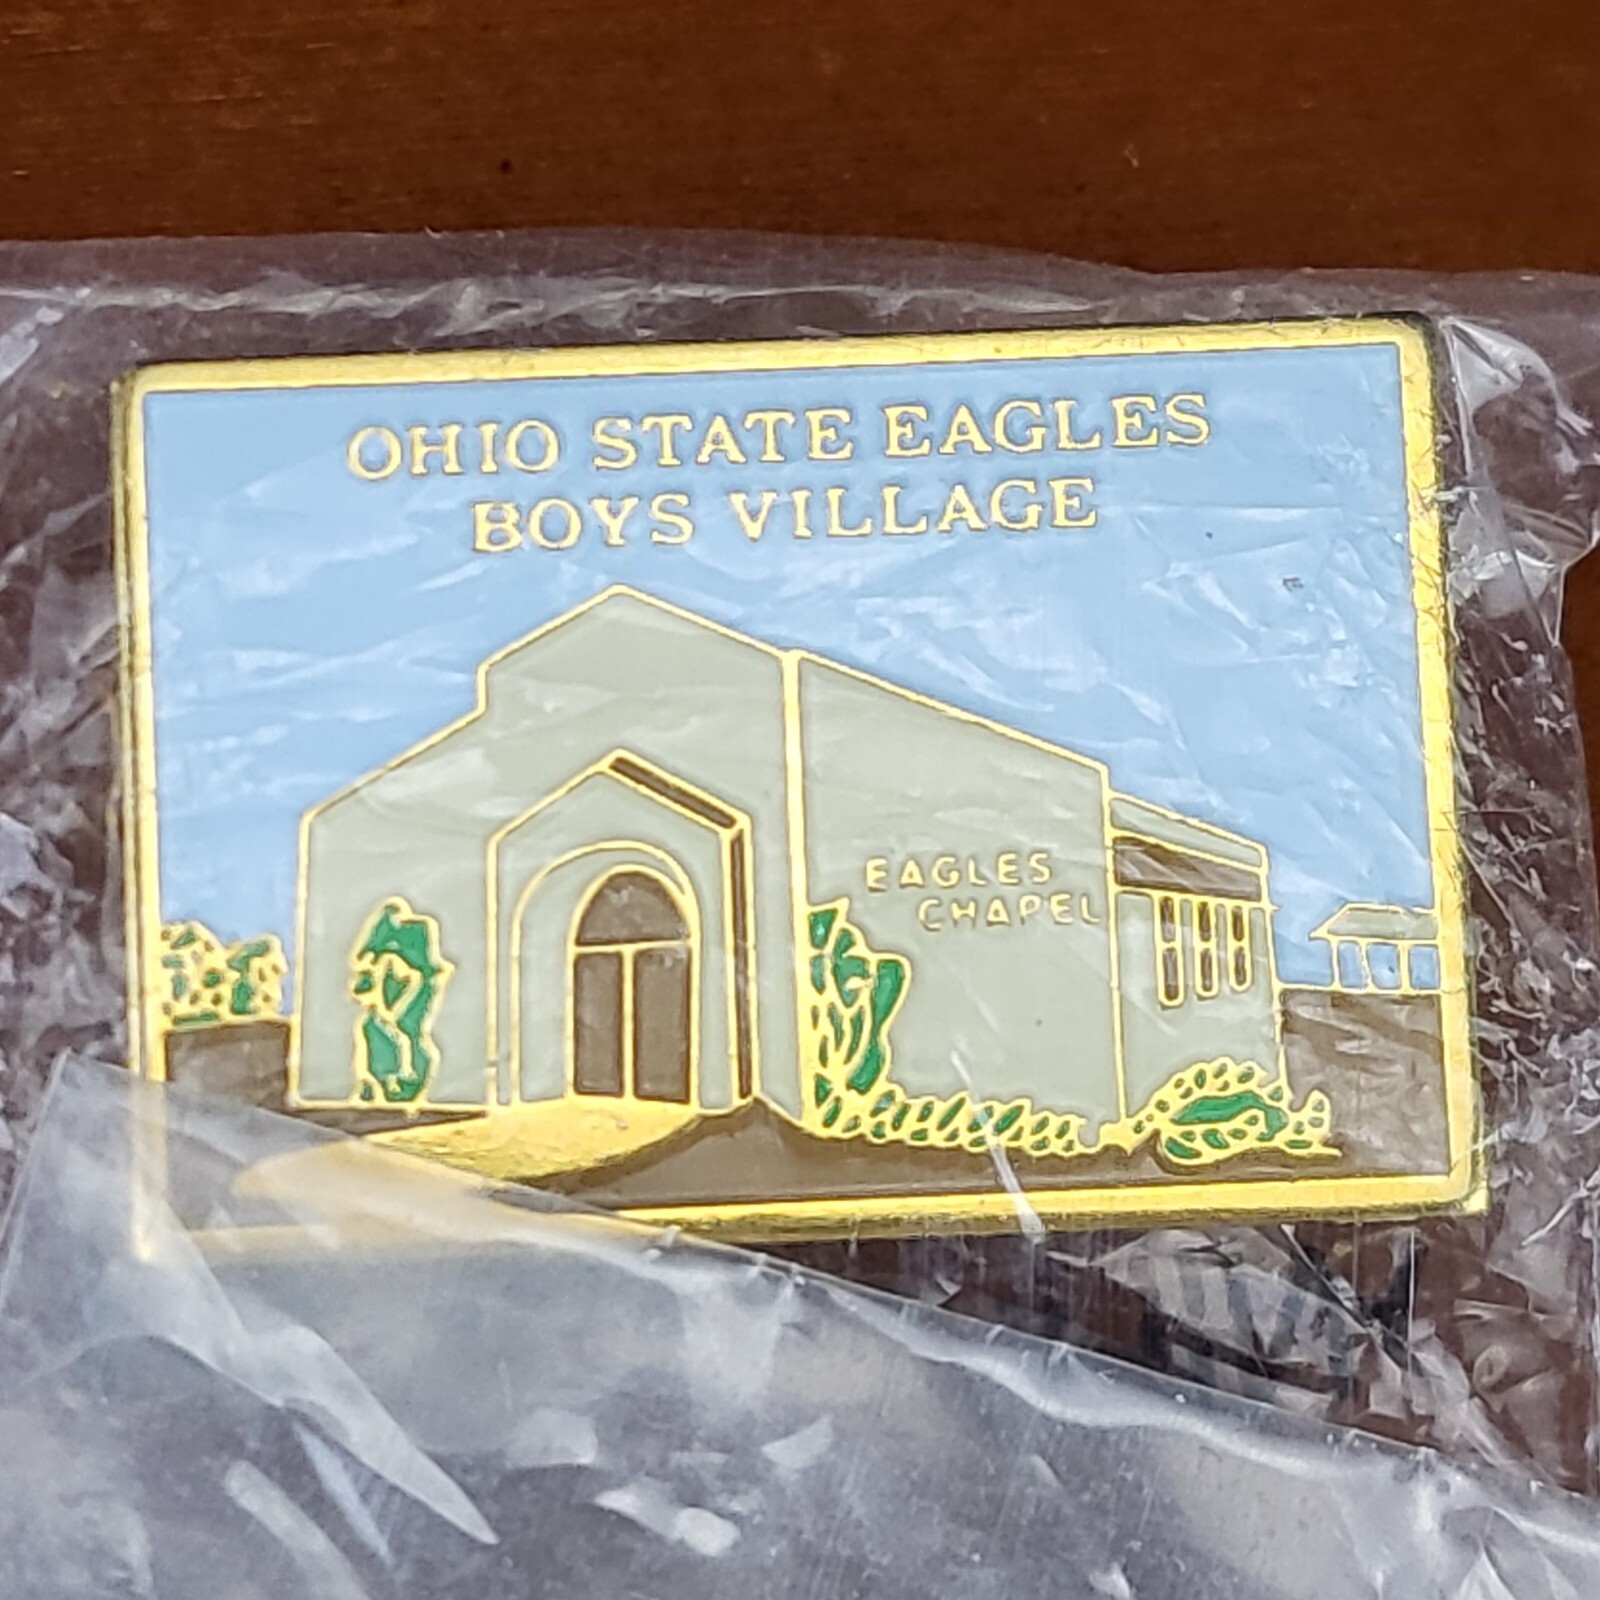 OHIO STATE EAGLES
BOYS VILLAGE
EAGLES
CHAPEL